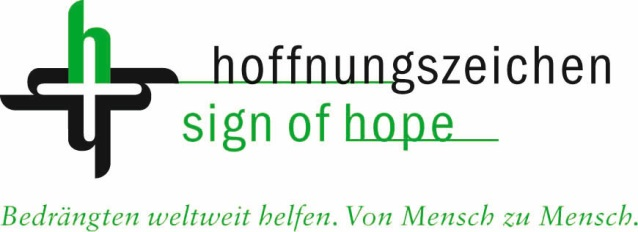 hoffnungszeichen
sign of hope
Bedrängten weltweit helfen. Von Mensch zu Mensch.